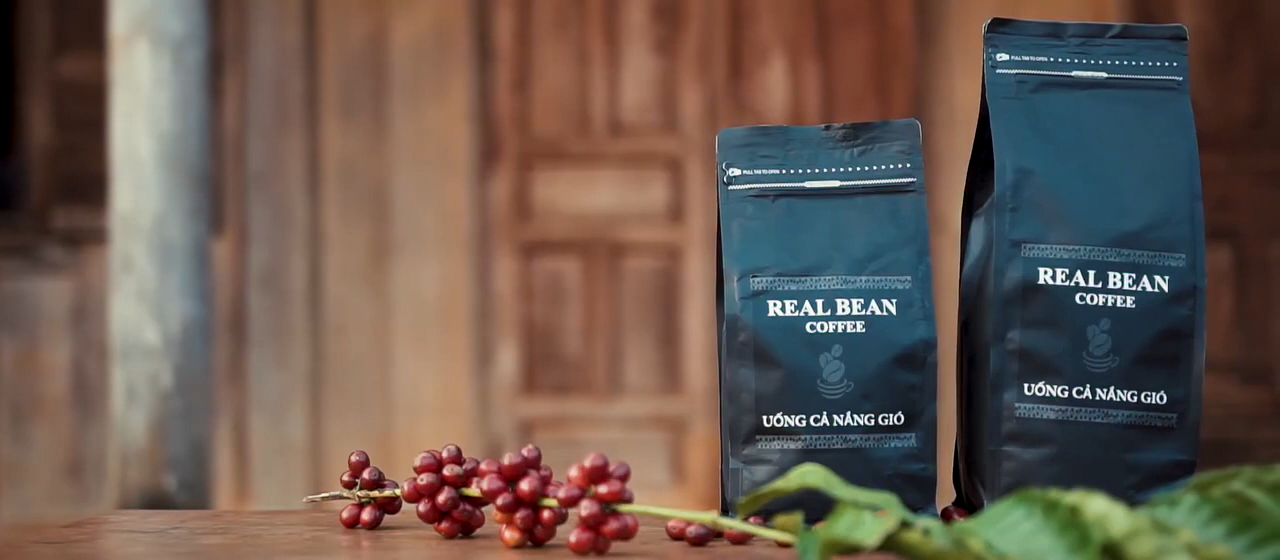 PULL TAB TO OPEN
REAL BEAN
COFFEE
UỐNG CẢ NẮNG GIÓ
PULL TAB TO OPEN
REAL BEAN
COFFEE
UỐNG CẢ NẮNG GIÓ